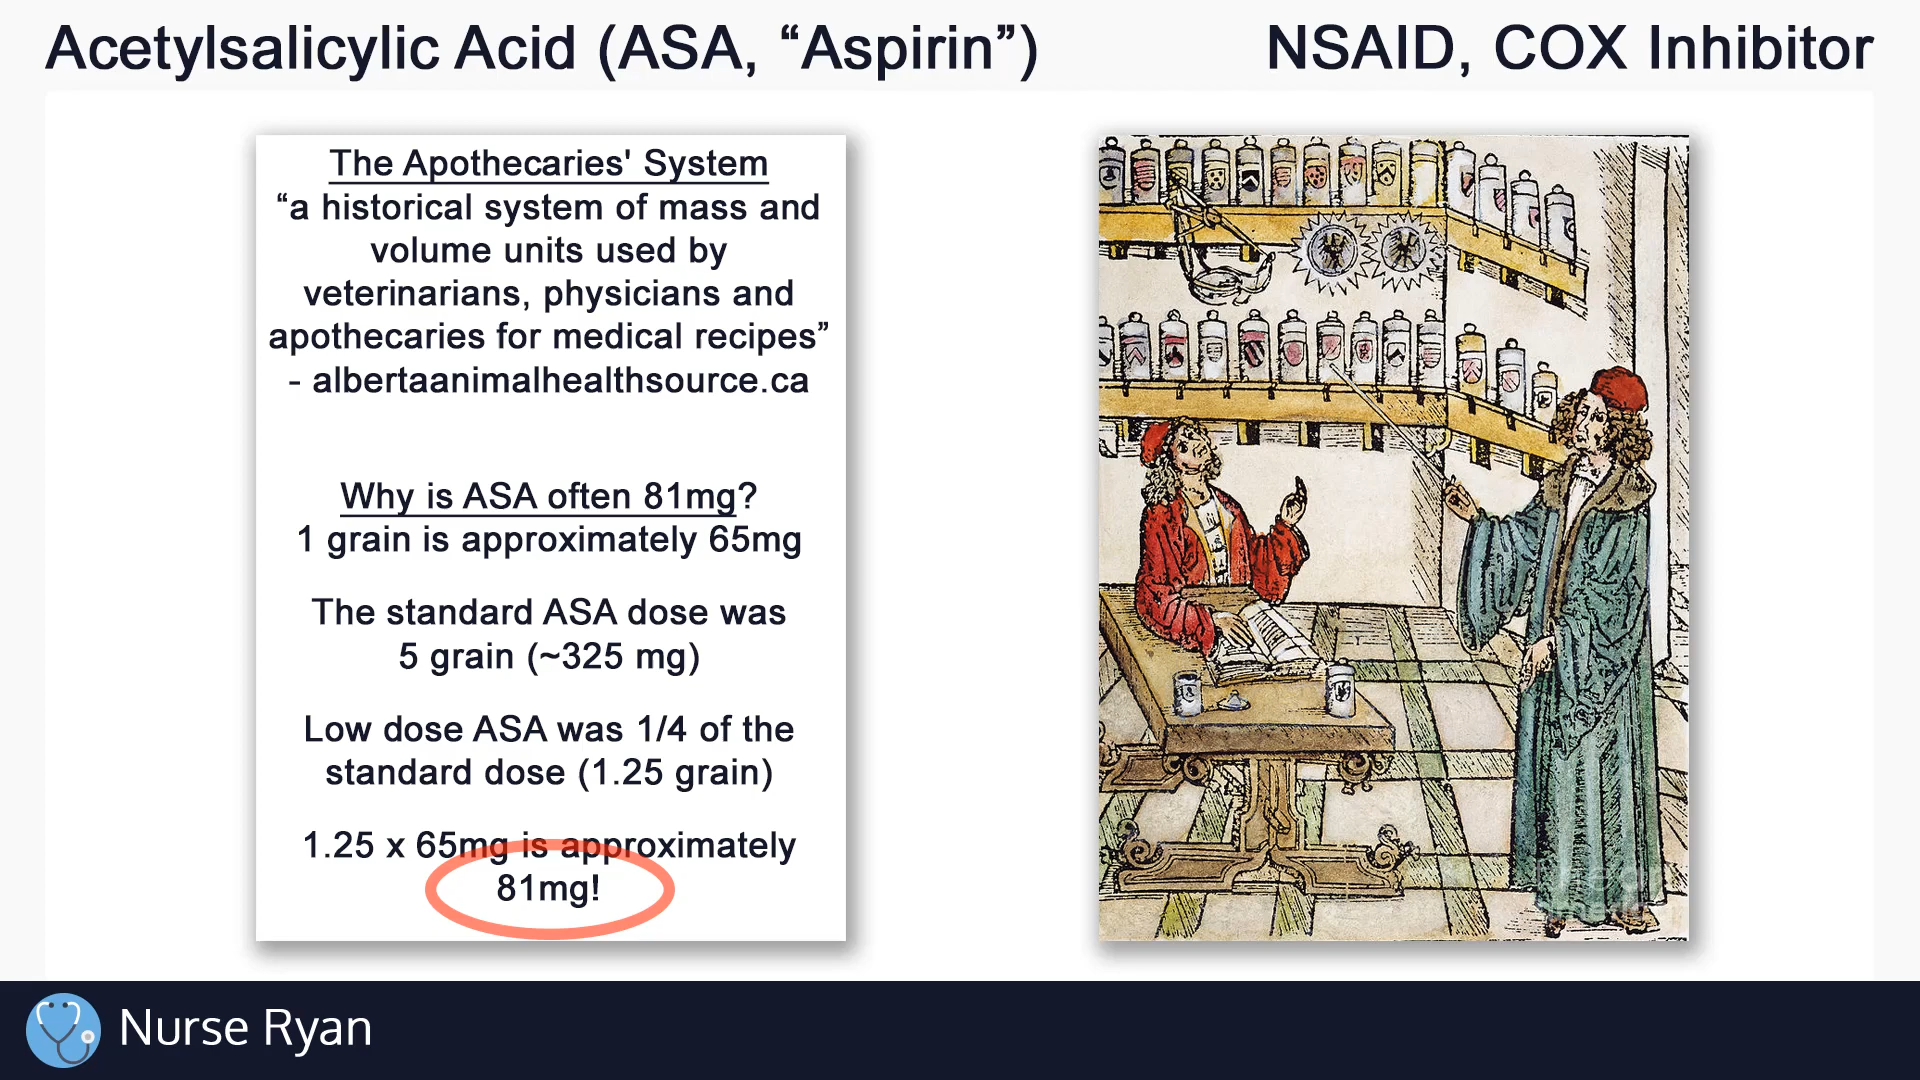 Acetylsalicylic Acid (ASA, “Aspirin”)
NSAID, COX Inhibitor
The Apothecaries' System
“a historical system of mass and
volume units used by
veterinarians, physicians and
apothecaries for medical recipes”
- albertaanimalhealthsource.ca
Why is ASA often 81mg?
1 grain is approximately 65mg
The standard ASA dose was
5 grain (~325 mg)
Low dose ASA was 1/4 of the
standard dose (1.25 grain)
1.25 x 65mg is approximately
81mg!
Nurse Ryan